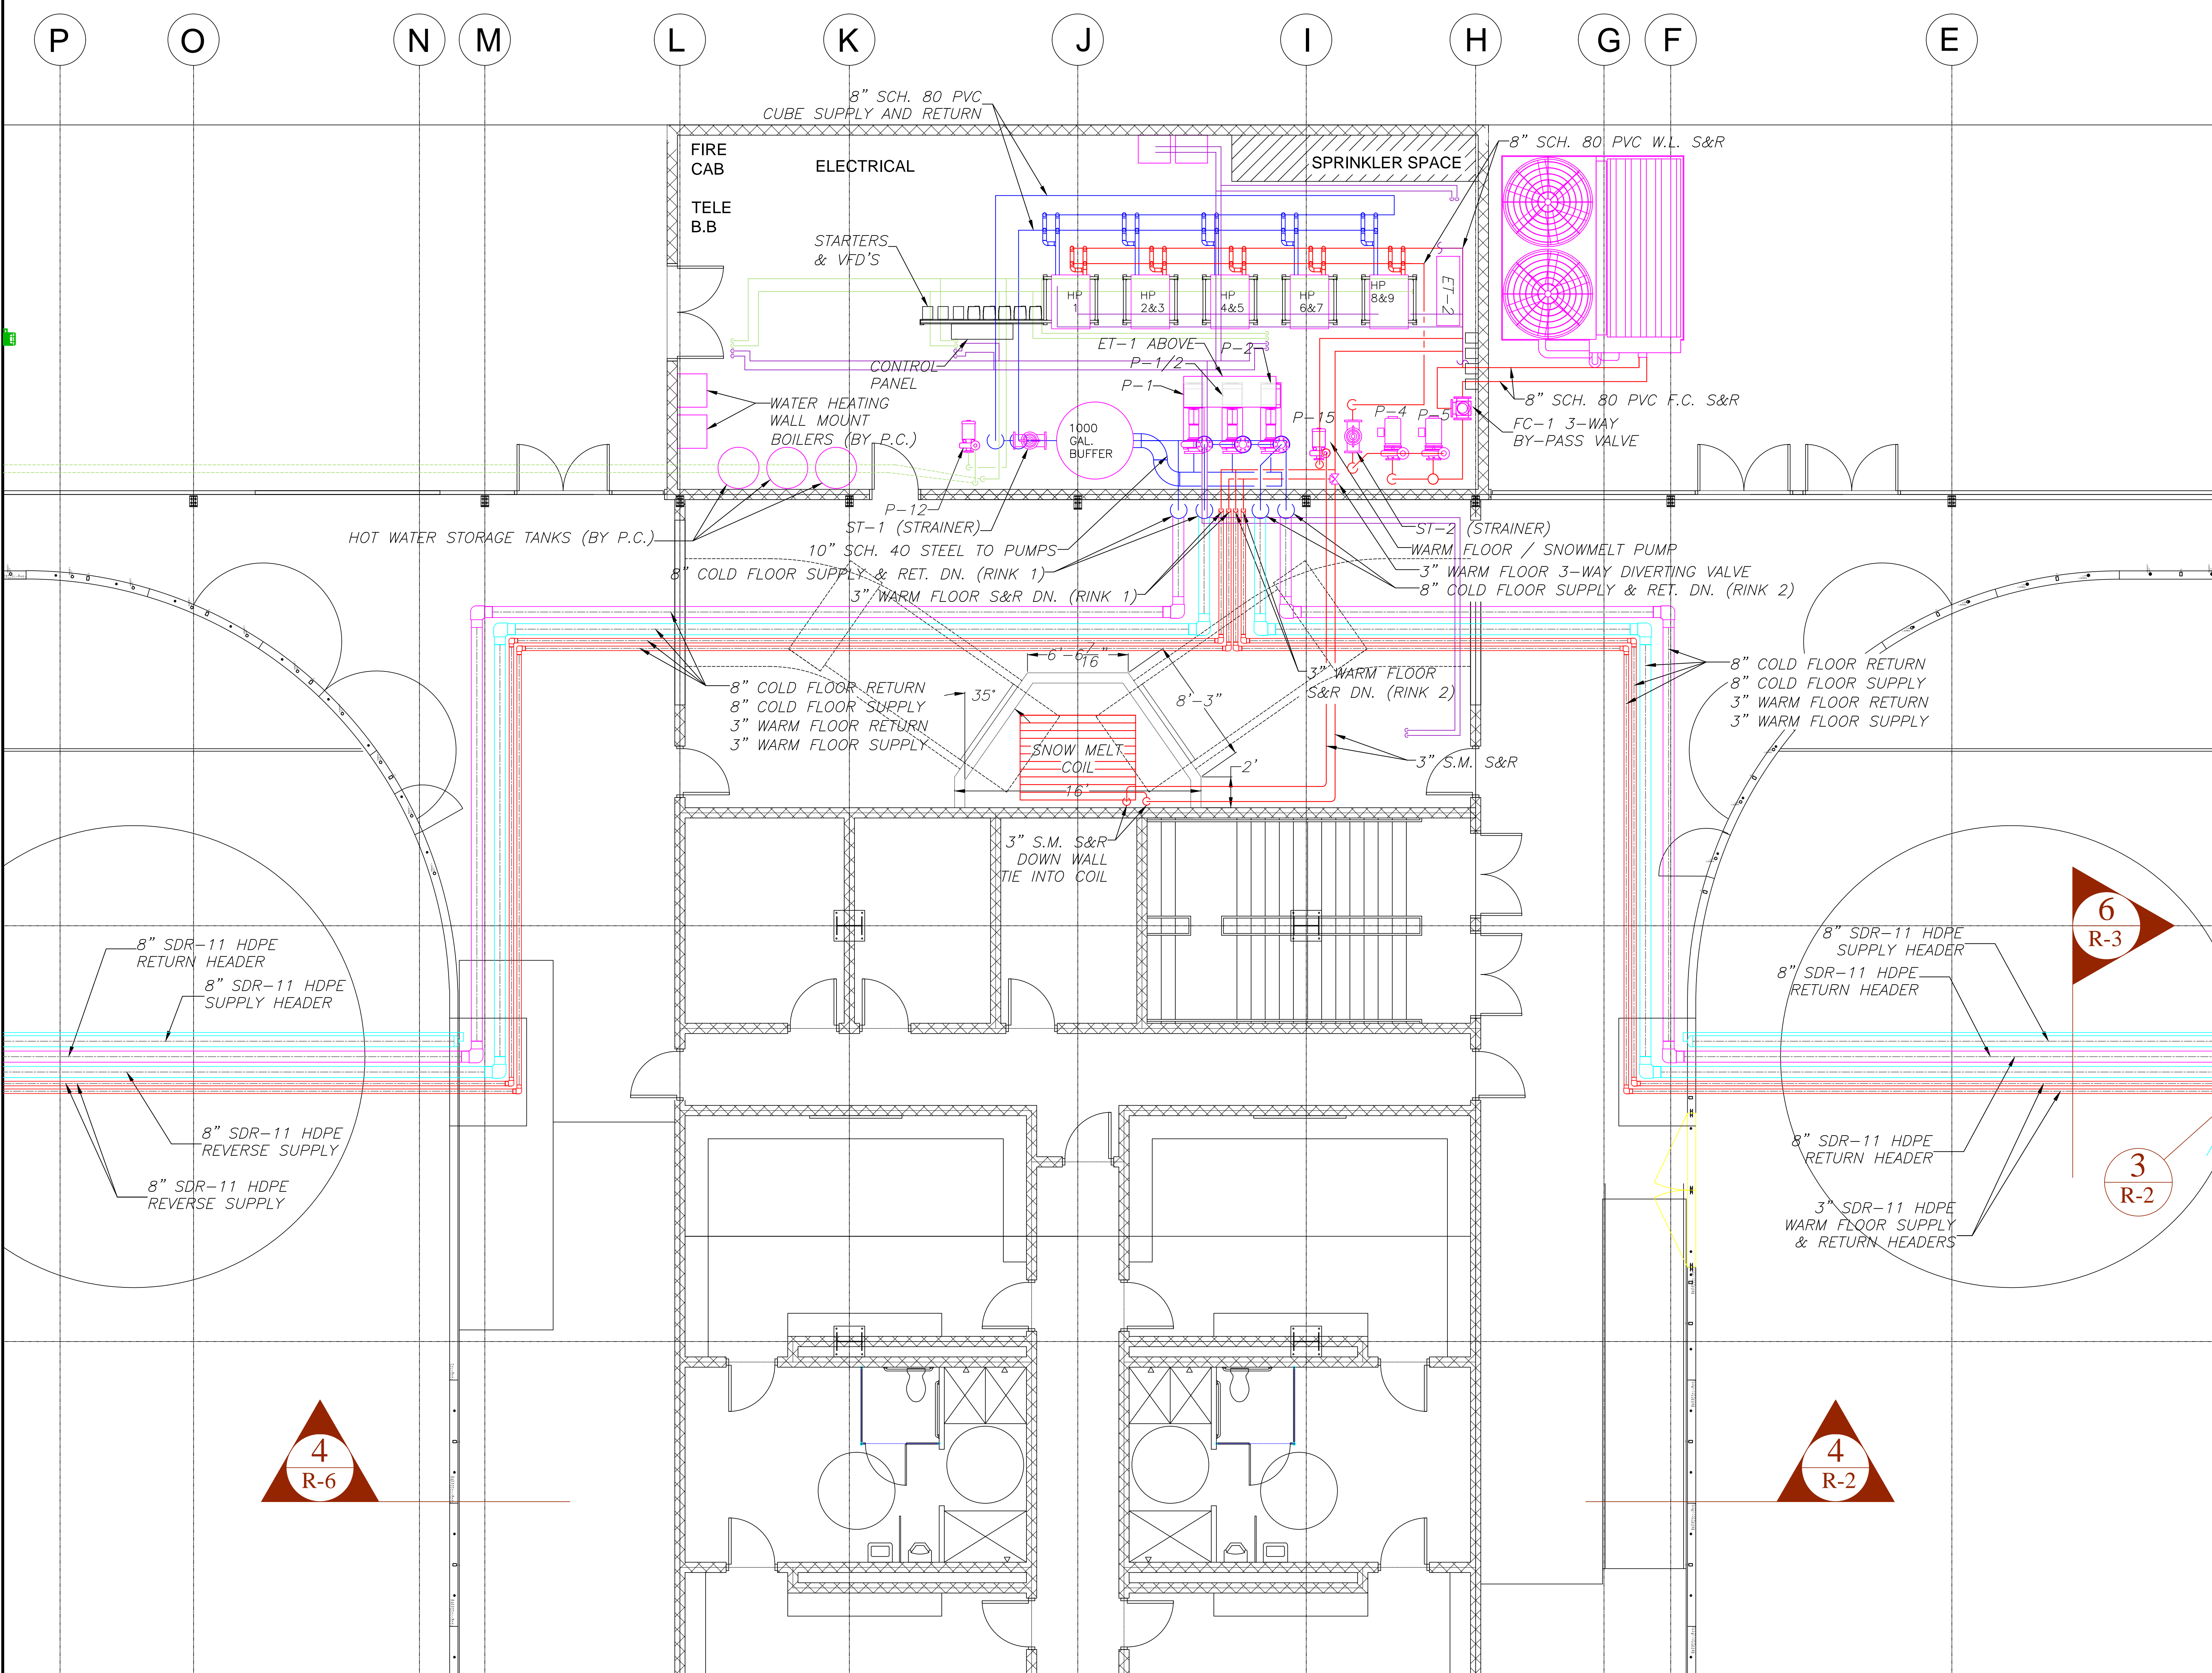 P O N M L K J I H G F E
8" SCH. 80 PVC
CUBE SUPPLY AND RETURN
FIRE
CAB
ELECTRICAL
SPRINKLER SPACE
8" SCH. 80 PVC W.L. S&R
TELE
B.B
STARTERS
& VFD'S
HP
1
HP
2&3
HP
4&5
HP
6&7
HP
8&9
ET-2
ET-1 ABOVE
P-2
P-1/2
P-1
CONTROL
PANEL
WATER HEATING
WALL MOUNT
BOILERS (BY P.C.)
1000
GAL.
BUFFER
P-15
P-4
P-5
8" SCH. 80 PVC F.C. S&R
FC-1 3-WAY
BY-PASS VALVE
P-12
ST-1 (STRAINER)
HOT WATER STORAGE TANKS (BY P.C.)
10" SCH. 40 STEEL TO PUMPS
8" COLD FLOOR SUPPLY & RET. DN. (RINK 1)
3" WARM FLOOR S&R DN. (RINK 1)
ST-2 (STRAINER)
WARM FLOOR / SNOWMELT PUMP
3" WARM FLOOR 3-WAY DIVERTING VALVE
8" COLD FLOOR SUPPLY & RET. DN. (RINK 2)
6'-6 1/16"
35°
8'-3"
3" WARM FLOOR
S&R DN. (RINK 2)
8" COLD FLOOR RETURN
8" COLD FLOOR SUPPLY
3" WARM FLOOR RETURN
3" WARM FLOOR SUPPLY
8" COLD FLOOR RETURN
8" COLD FLOOR SUPPLY
3" WARM FLOOR RETURN
3" WARM FLOOR SUPPLY
SNOW MELT
COIL
16'
2'
3" S.M. S&R
3" S.M. S&R
DOWN WALL
TIE INTO COIL
8" SDR-11 HDPE
RETURN HEADER
8" SDR-11 HDPE
SUPPLY HEADER
8" SDR-11 HDPE
REVERSE SUPPLY
8" SDR-11 HDPE
REVERSE SUPPLY
8" SDR-11 HDPE
SUPPLY HEADER
8" SDR-11 HDPE
RETURN HEADER
8" SDR-11 HDPE
RETURN HEADER
3" SDR-11 HDPE
WARM FLOOR SUPPLY
& RETURN HEADERS
6
R-3
3
R-2
4
R-6
4
R-2